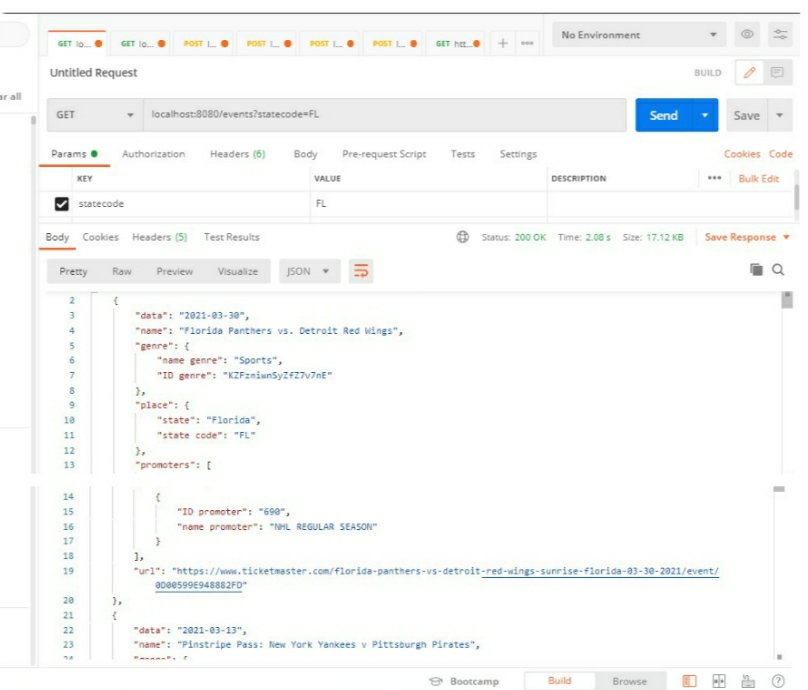 GET lo... GET lo... POST l... POST l... POST l... POST l... GET htt... + ••• No Environment
Untitled Request BUILD
ar all
GET localhost:8080/events?statecode=FL Send Save
Params Authorization Headers (6) Body Pre-request Script Tests Settings Cookies Code
KEY VALUE DESCRIPTION ••• Bulk Edit
statecode FL
Body Cookies Headers (5) Test Results Status: 200 OK Time: 2.08 s Size: 17.12 KB Save Response
Pretty Raw Preview Visualize JSON
2 {
3 "data": "2021-03-30",
4 "name": "Florida Panthers vs. Detroit Red Wings",
5 "genre": {
6 "name genre": "Sports",
7 "ID genre": "KZFzniwnSyZfZ7v7nE"
8 },
9 "place": {
10 "state": "Florida",
11 "state code": "FL"
12 },
13 "promoters": [
14 {
15 "ID promoter": "690",
16 "name promoter": "NHL REGULAR SEASON"
17 }
18 ],
19 "url": "https://www.ticketmaster.com/florida-panthers-vs-detroit-red-wings-sunrise-florida-03-30-2021/event/
0D00599E948882FD"
20 },
21 {
22 "data": "2021-03-13",
23 "name": "Pinstripe Pass: New York Yankees v Pittsburgh Pirates",
Bootcamp Build Browse